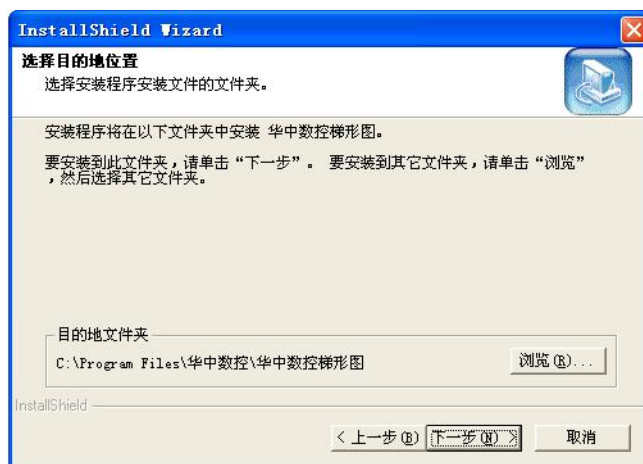 InstallShield Wizard
选择目的地位置
选择安装程序安装文件的文件夹。
安装程序将在以下文件夹中安装 华中数控梯形图。
要安装到此文件夹，请单击“下一步”。 要安装到其它文件夹，请单击“浏览”
，然后选择其它文件夹。
目的地文件夹
C:\Program Files\华中数控\华中数控梯形图
浏览(R)...
InstallShield
< 上一步(B)
下一步(N) >
取消